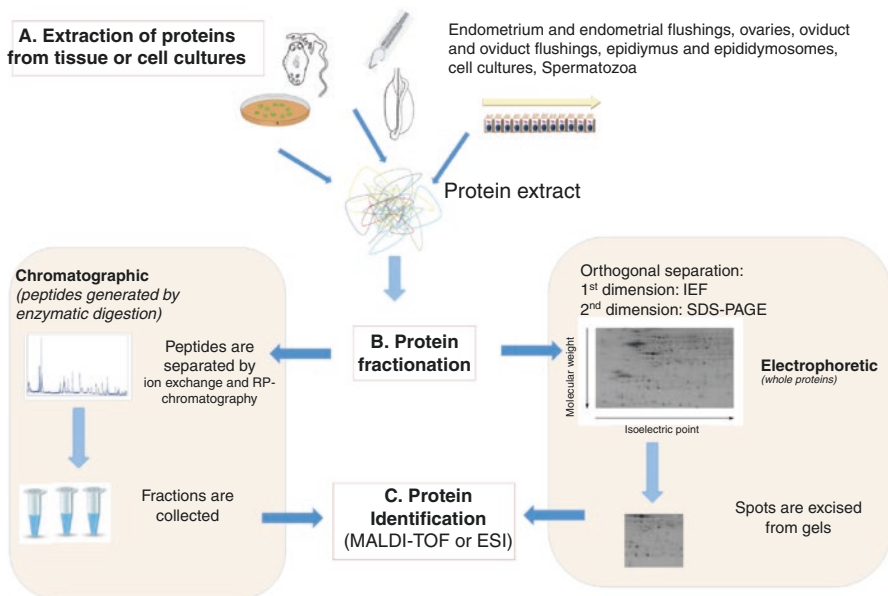 A. Extraction of proteins
from tissue or cell cultures
Endometrium and endometrial flushings, ovaries, oviduct
and oviduct flushings, epidiymus and epididymosomes,
cell cultures, Spermatozoa
Protein extract
Chromatographic
(peptides generated by
enzymatic digestion)
Peptides are
separated by
ion exchange and RP-
chromatography
Fractions are
collected
B. Protein
fractionation
C. Protein
Identification
(MALDI-TOF or ESI)
Orthogonal separation:
1st dimension: IEF
2nd dimension: SDS-PAGE
Molecular weight
Isoelectric point
Electrophoretic
(whole proteins)
Spots are excised
from gels